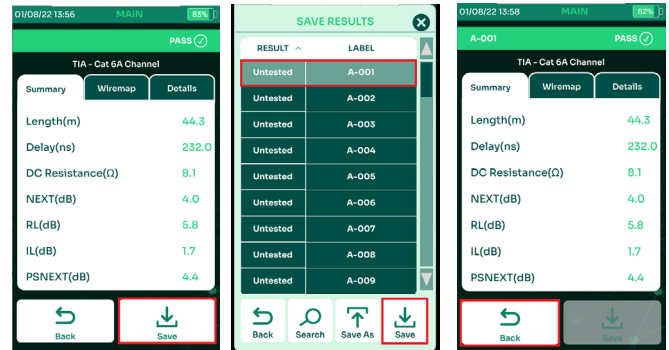 01/08/22 13:56 MAIN 83%
PASS
TIA - Cat 6A Channel
Summary Wiremap Details
Length(m) 44.3
Delay(ns) 232.0
DC Resistance(Ω) 8.1
NEXT(dB) 4.0
RL(dB) 5.8
IL(dB) 1.7
PSNEXT(dB) 4.4
Back Save
SAVE RESULTS
RESULT LABEL
Untested A-001
Untested A-002
Untested A-003
Untested A-004
Untested A-005
Untested A-006
Untested A-007
Untested A-008
Untested A-009
Back Search Save As Save
01/08/22 13:58 MAIN 82%
A-001 PASS
TIA - Cat 6A Channel
Summary Wiremap Details
Length(m) 44.3
Delay(ns) 232.0
DC Resistance(Ω) 8.1
NEXT(dB) 4.0
RL(dB) 5.8
IL(dB) 1.7
PSNEXT(dB) 4.4
Back Save